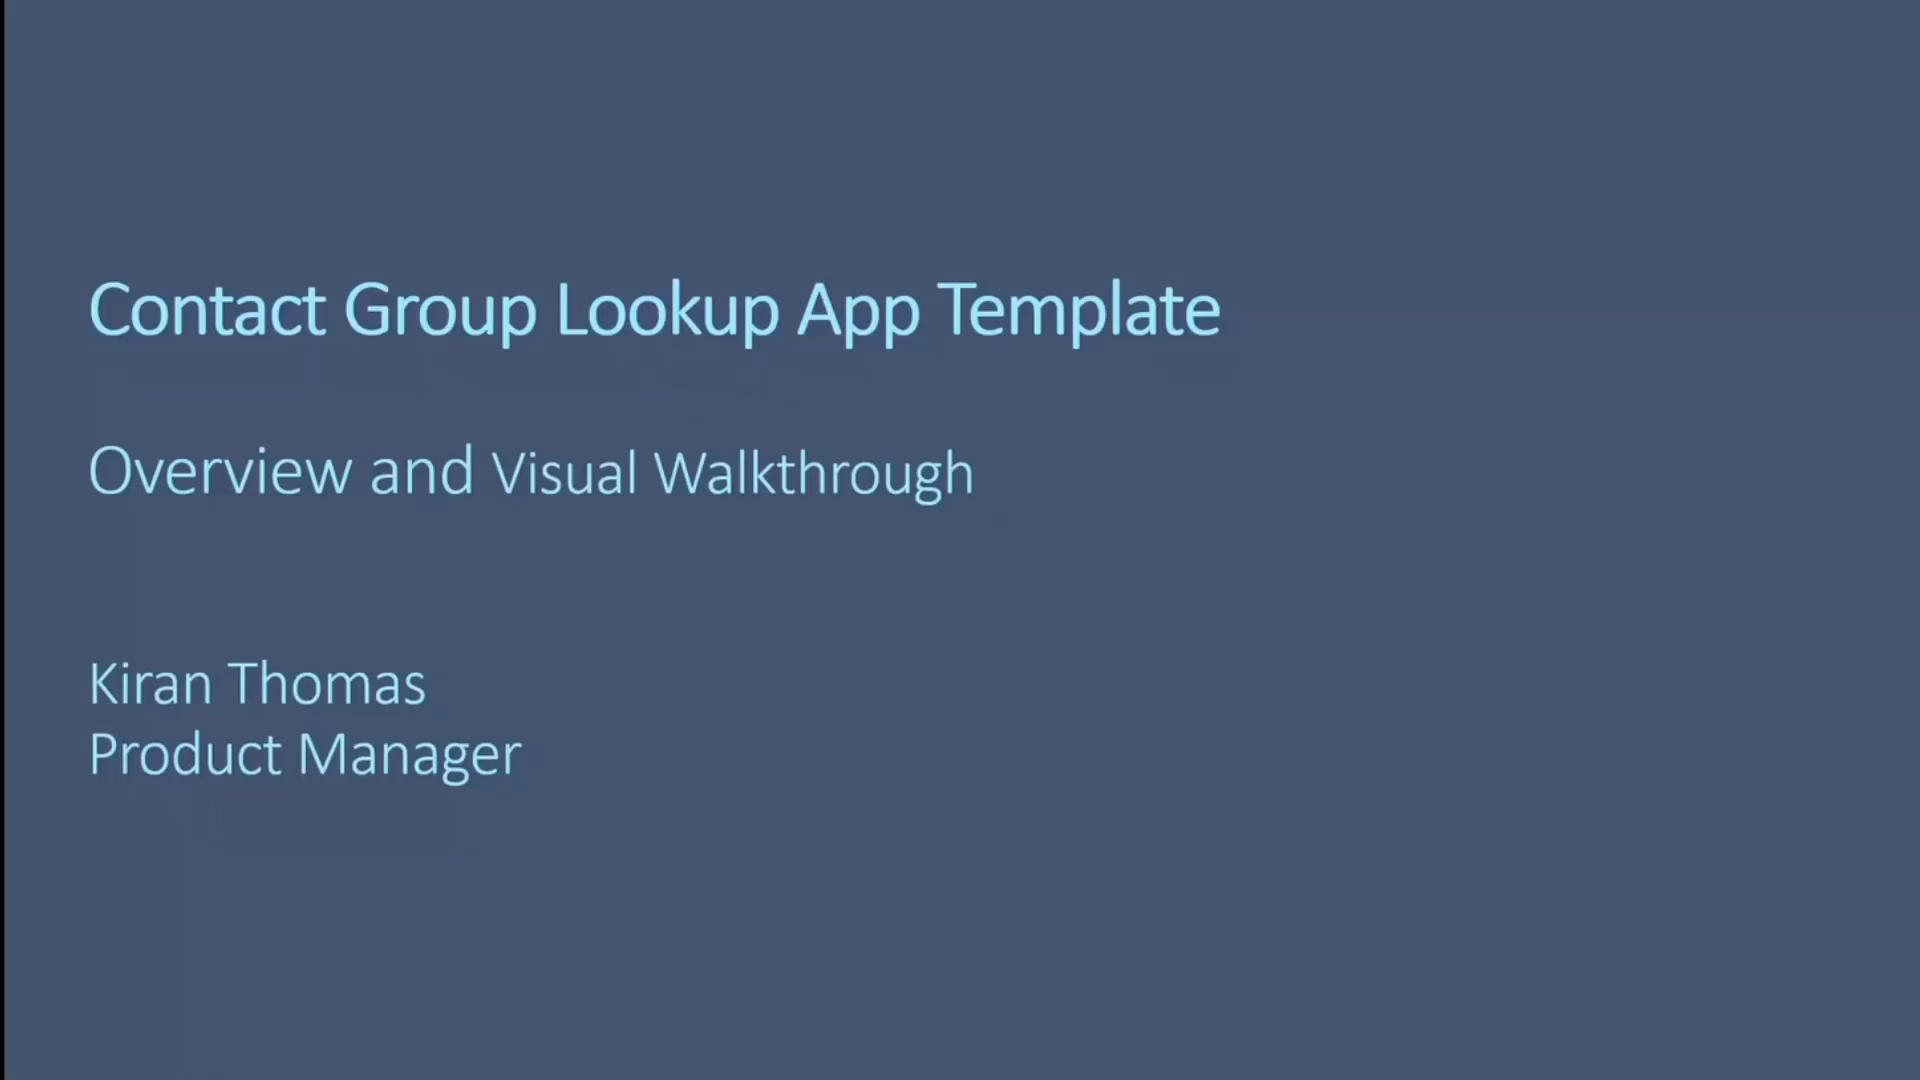 Contact Group Lookup App Template
Overview and Visual Walkthrough
Kiran Thomas
Product Manager